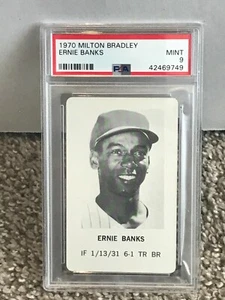 1970 MILTON BRADLEY
ERNIE BANKS
MINT
9
PSA
42469749
ERNIE BANKS
IF 1/13/31 6-1 TR BR